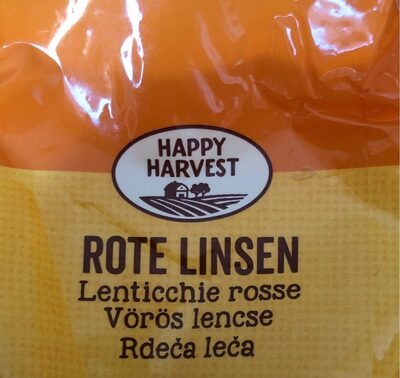 HAPPY
HARVEST
ROTE LINSEN
Lenticchie rosse
Vörös lencse
Rdeča leča